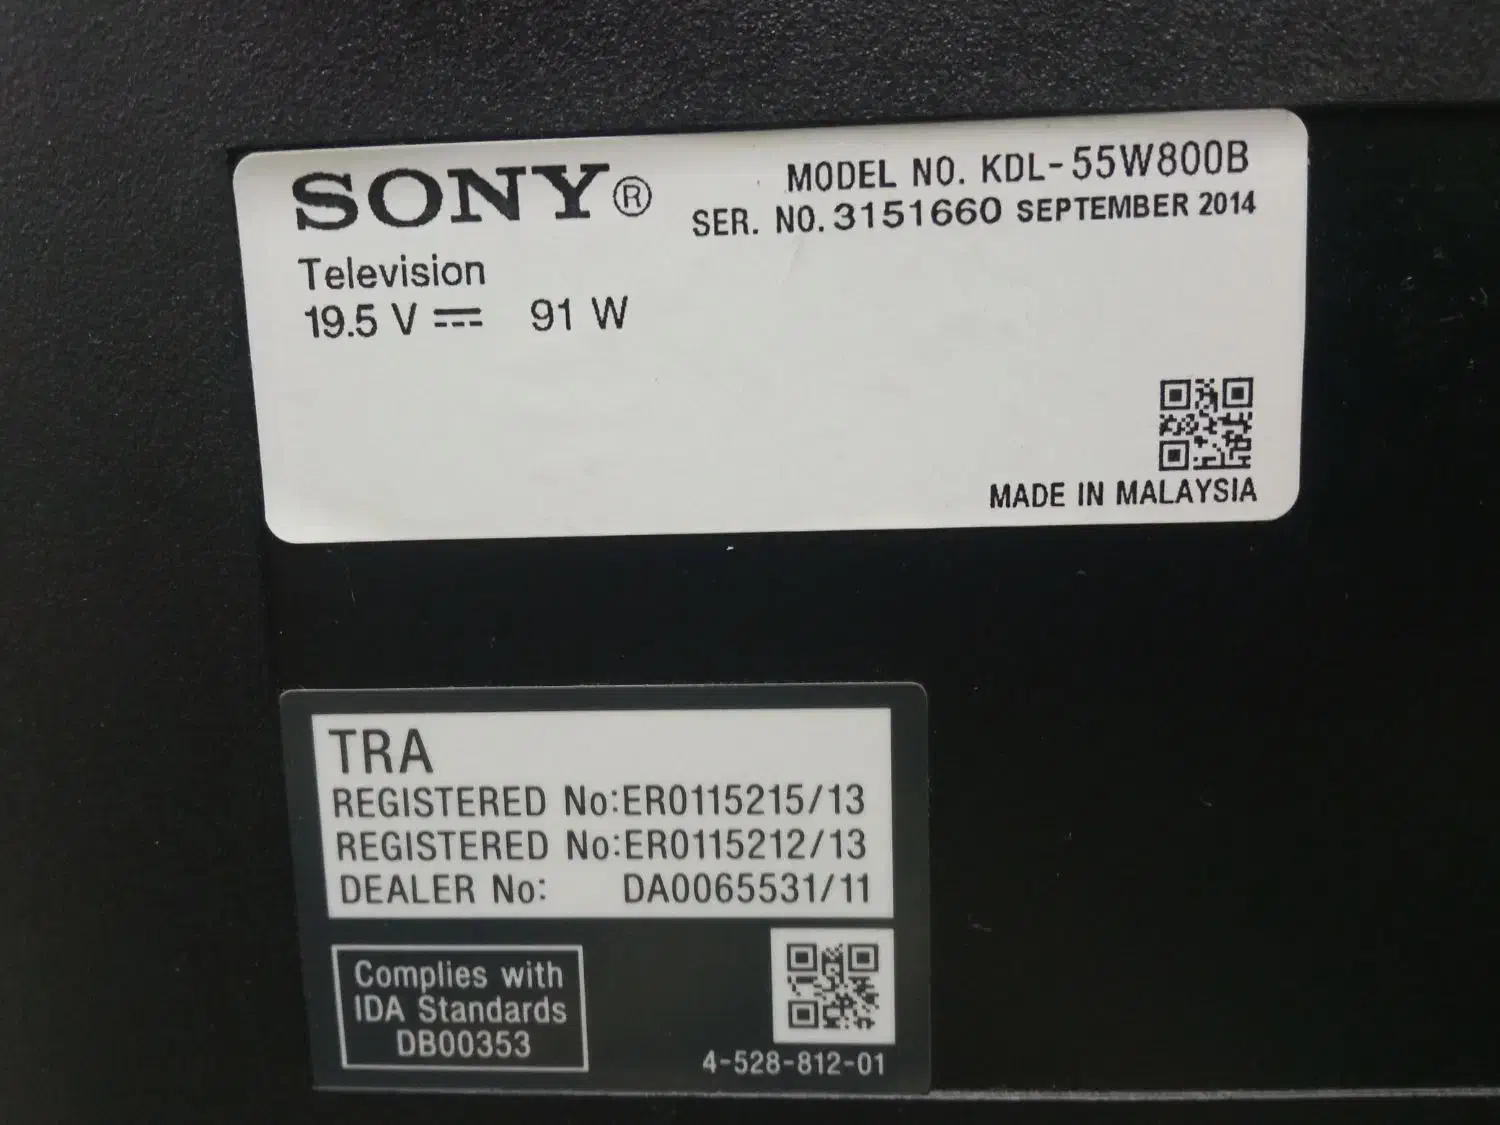 SONY®
MODEL NO. KDL-55W800B
SER. NO. 3151660 SEPTEMBER 2014
Television
19.5 V ⎓ 91 W
MADE IN MALAYSIA
TRA
REGISTERED No:ER0115215/13
REGISTERED No:ER0115212/13
DEALER No: DA0065531/11
Complies with
IDA Standards
DB00353
4-528-812-01